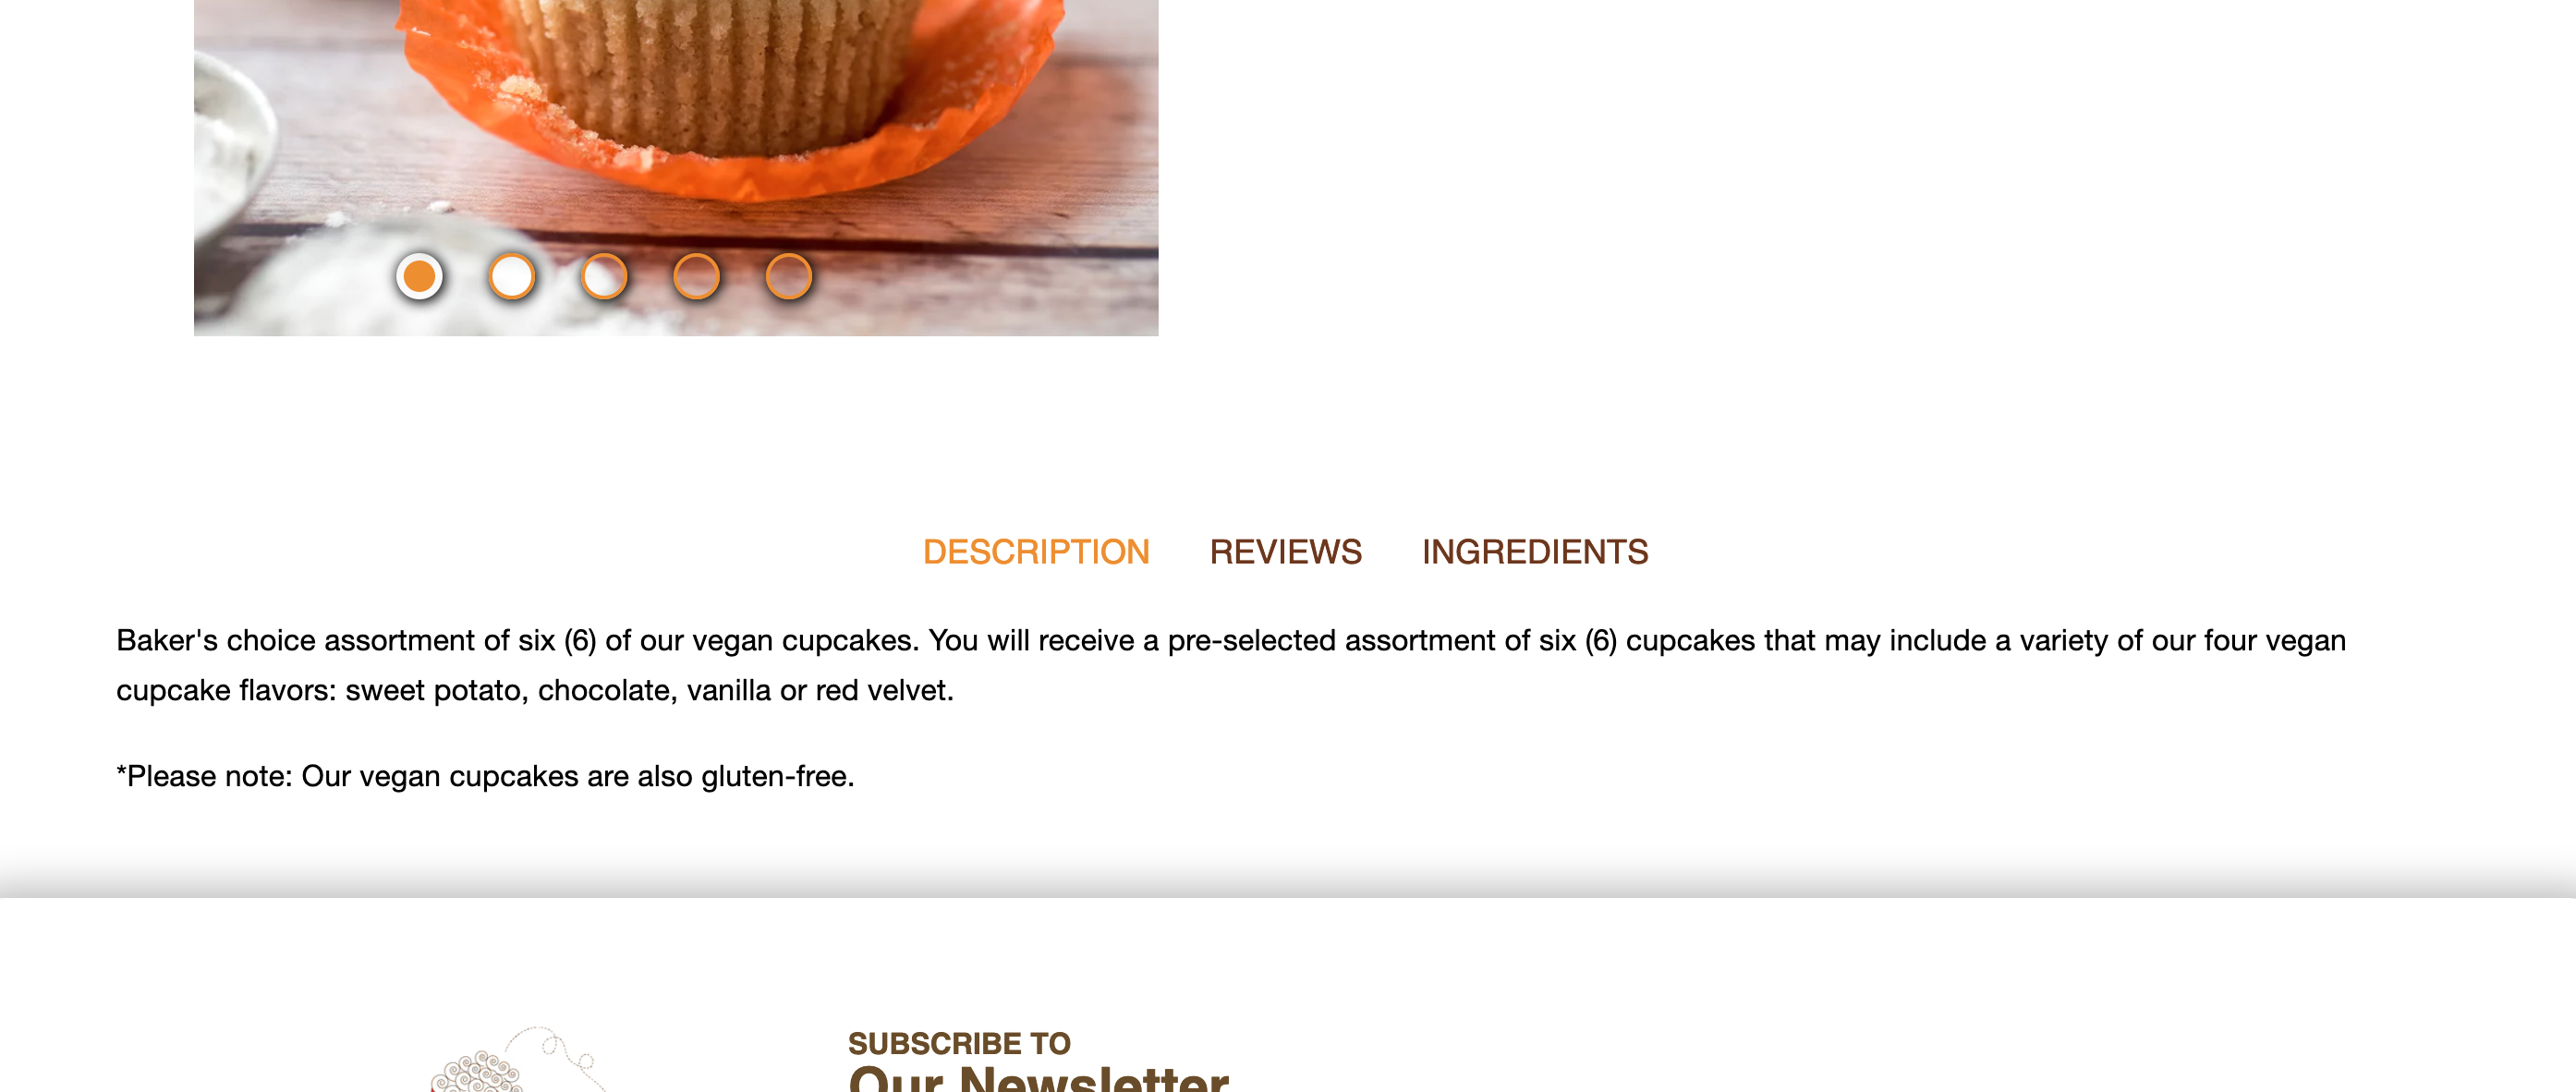 DESCRIPTION REVIEWS INGREDIENTS
Baker's choice assortment of six (6) of our vegan cupcakes. You will receive a pre-selected assortment of six (6) cupcakes that may include a variety of our four vegan
cupcake flavors: sweet potato, chocolate, vanilla or red velvet.
*Please note: Our vegan cupcakes are also gluten-free.
SUBSCRIBE TO
Our Newsletter